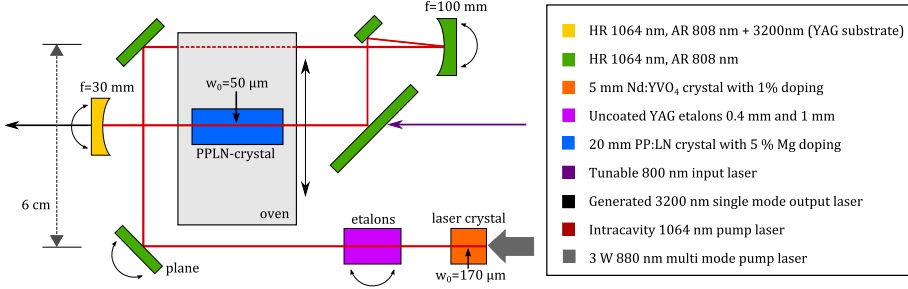 f=100 mm
f=30 mm
w₀=50 μm
PPLN-crystal
6 cm
oven
etalons
laser crystal
plane
w₀=170 μm
HR 1064 nm, AR 808 nm + 3200nm (YAG substrate)
HR 1064 nm, AR 808 nm
5 mm Nd:YVO₄ crystal with 1% doping
Uncoated YAG etalons 0.4 mm and 1 mm
20 mm PP:LN crystal with 5 % Mg doping
Tunable 800 nm input laser
Generated 3200 nm single mode output laser
Intracavity 1064 nm pump laser
3 W 880 nm multi mode pump laser